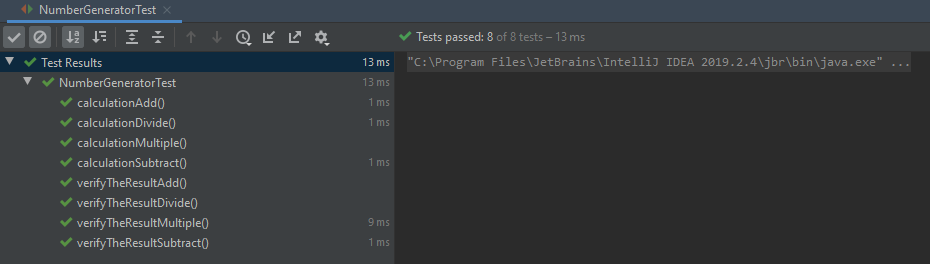 NumberGeneratorTest
Tests passed: 8 of 8 tests – 13 ms
Test Results 13 ms
"C:\Program Files\JetBrains\IntelliJ IDEA 2019.2.4\jbr\bin\java.exe" ...
NumberGeneratorTest 13 ms
calculationAdd() 1 ms
calculationDivide() 1 ms
calculationMultiple()
calculationSubtract() 1 ms
verifyTheResultAdd()
verifyTheResultDivide()
verifyTheResultMultiple() 9 ms
verifyTheResultSubtract() 1 ms